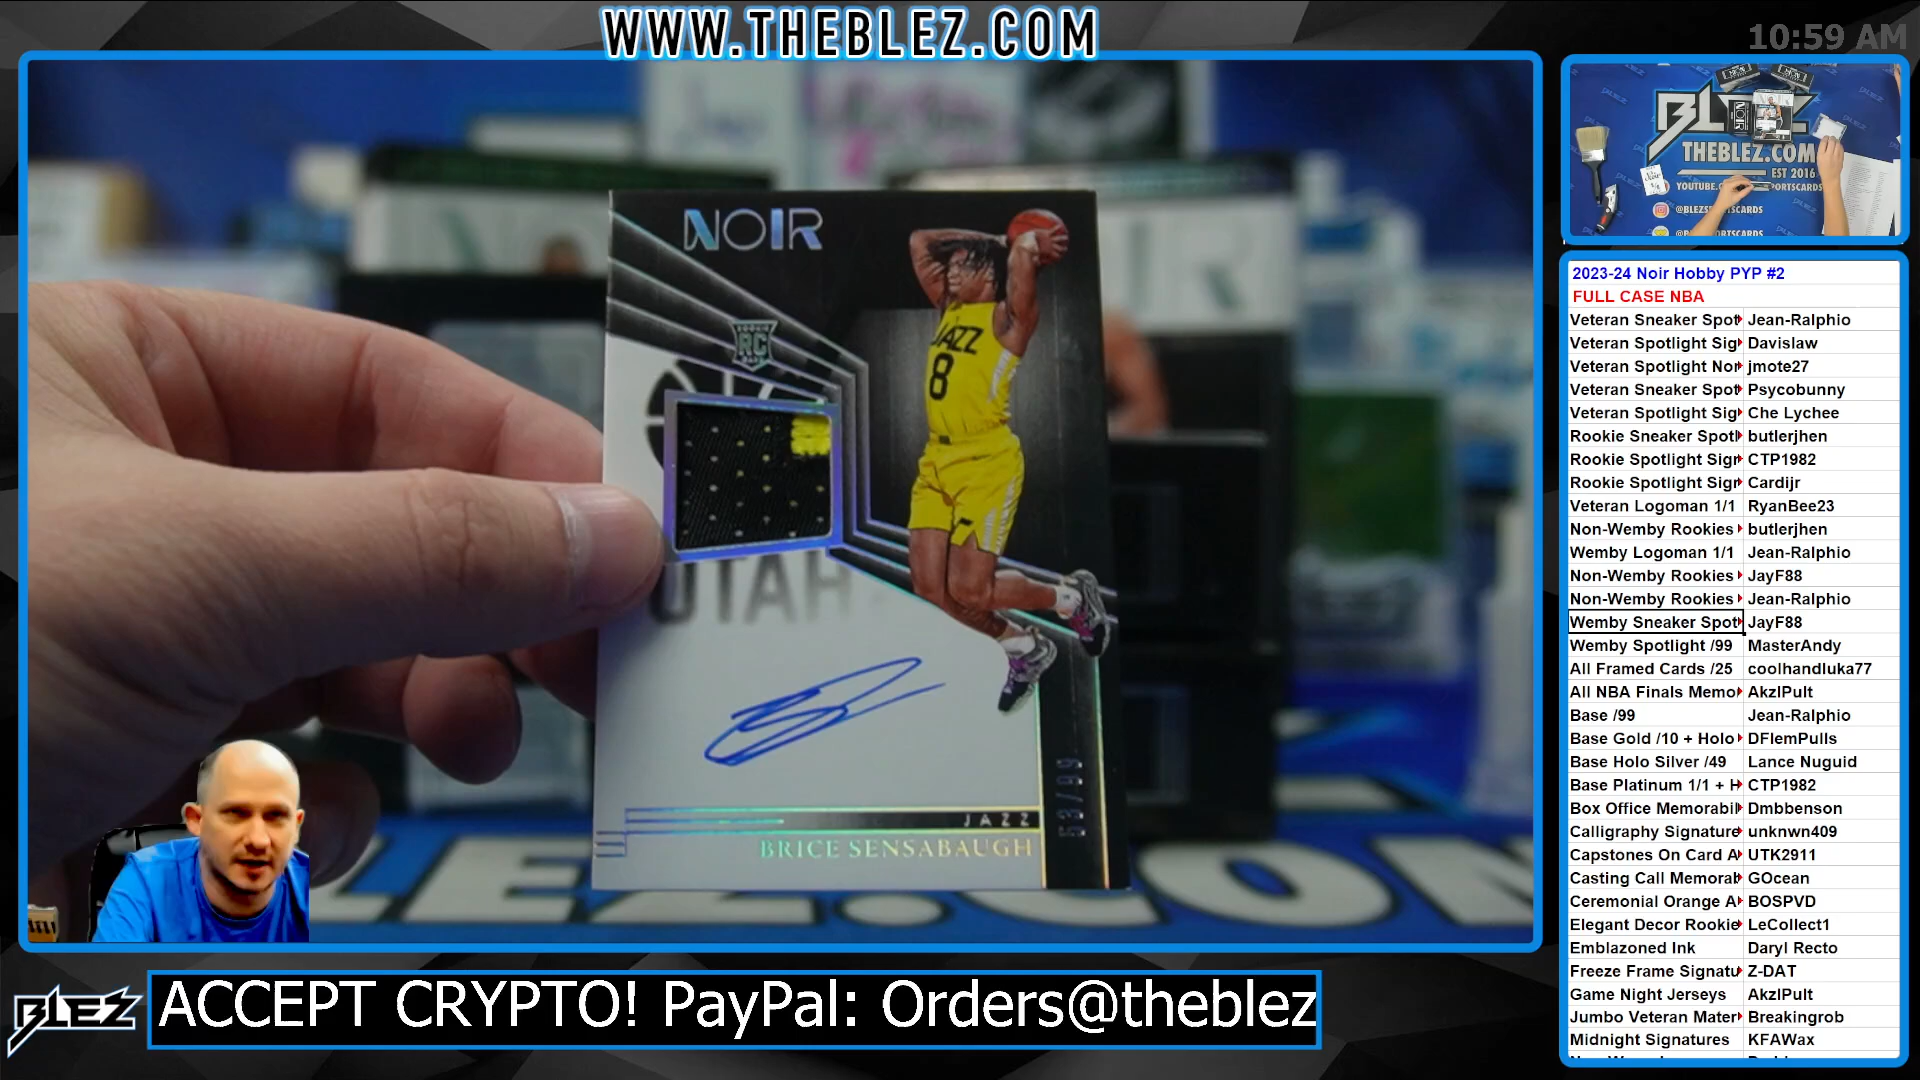 WWW.THEBLEZ.COM
10:59 AM
NOIR
RC
JAZZ
8
UTAH
53/99
JAZZ
BRICE SENSABAUGH
BLEZ
THEBLEZ.COM
EST 2016
@BLEZSPORTSCARDS
2023-24 Noir Hobby PYP #2
FULL CASE NBA
Veteran Sneaker Spot Jean-Ralphio
Veteran Spotlight Sig Davislaw
Veteran Spotlight Nor jmote27
Veteran Sneaker Spot Psycobunny
Veteran Spotlight Sig Che Lychee
Rookie Sneaker Spotl butlerjhen
Rookie Spotlight Sigr CTP1982
Rookie Spotlight Sigr Cardijr
Veteran Logoman 1/1 RyanBee23
Non-Wemby Rookies butlerjhen
Wemby Logoman 1/1 Jean-Ralphio
Non-Wemby Rookies JayF88
Non-Wemby Rookies Jean-Ralphio
Wemby Sneaker Spot JayF88
Wemby Spotlight /99 MasterAndy
All Framed Cards /25 coolhandluka77
All NBA Finals Memo AkzlPult
Base /99 Jean-Ralphio
Base Gold /10 + Holo DFlemPulls
Base Holo Silver /49 Lance Nuguid
Base Platinum 1/1 + H CTP1982
Box Office Memorabil Dmbbenson
Calligraphy Signature unknwn409
Capstones On Card A UTK2911
Casting Call Memorab GOcean
Ceremonial Orange A BOSPVD
Elegant Decor Rookie LeCollect1
Emblazoned Ink Daryl Recto
Freeze Frame Signatu Z-DAT
Game Night Jerseys AkzlPult
Jumbo Veteran Mater Breakingrob
Midnight Signatures KFAWax
BLEZ
ACCEPT CRYPTO! PayPal: Orders@theblez